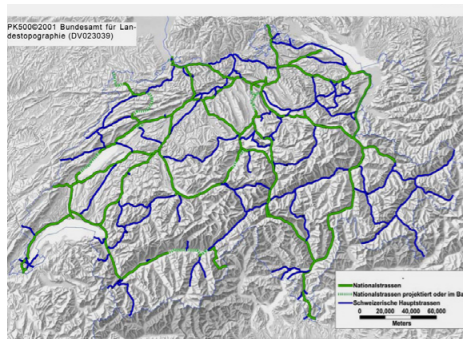 PK500©2001 Bundesamt für Lan-
destopographie (DV023039)
Nationalstrassen
Nationalstrassen projektiert oder im Ba
Schweizerische Hauptstrassen
0 20,000 40,000 60,000
Meters